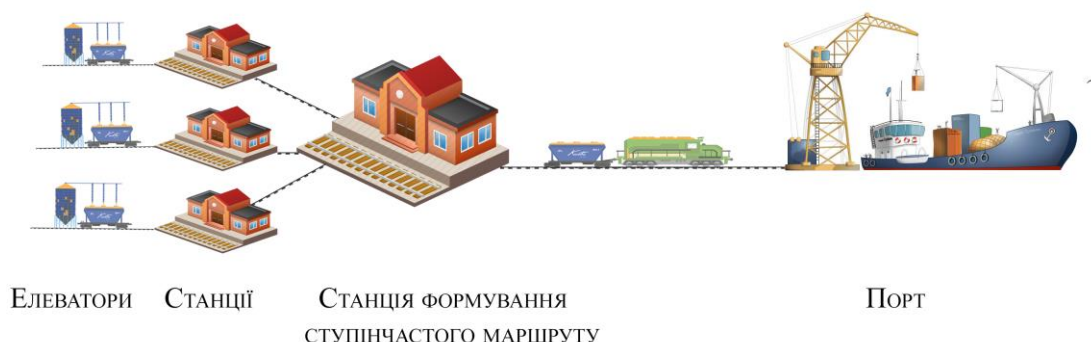 Елеватори
Станції
Станція формування
ступінчастого маршруту
Порт